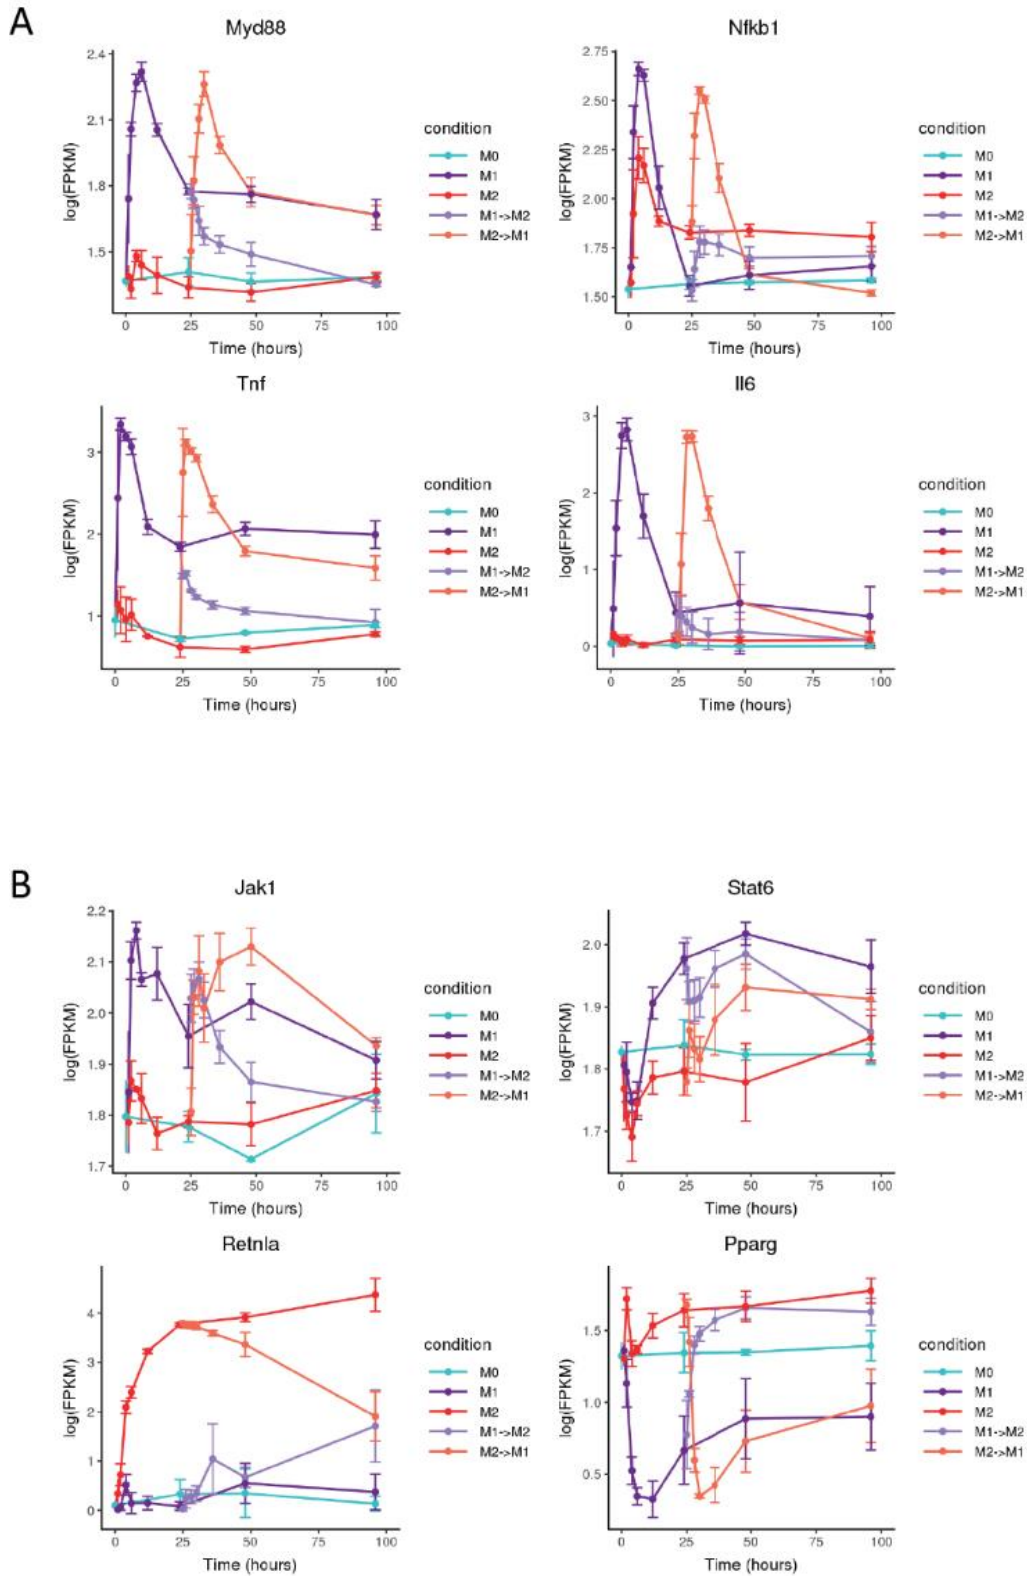 A
Myd88
2.4
2.1
1.8
1.5
log(FPKM)
0 25 50 75 100
Time (hours)
condition
M0
M1
M2
M1->M2
M2->M1
Nfkb1
2.75
2.50
2.25
2.00
1.75
1.50
log(FPKM)
0 25 50 75 100
Time (hours)
condition
M0
M1
M2
M1->M2
M2->M1
Tnf
3
2
1
log(FPKM)
0 25 50 75 100
Time (hours)
condition
M0
M1
M2
M1->M2
M2->M1
Il6
3
2
1
0
log(FPKM)
0 25 50 75 100
Time (hours)
condition
M0
M1
M2
M1->M2
M2->M1
B
Jak1
2.2
2.1
2.0
1.9
1.8
1.7
log(FPKM)
0 25 50 75 100
Time (hours)
condition
M0
M1
M2
M1->M2
M2->M1
Stat6
2.0
1.9
1.8
1.7
log(FPKM)
0 25 50 75 100
Time (hours)
condition
M0
M1
M2
M1->M2
M2->M1
Retnla
4
3
2
1
0
log(FPKM)
0 25 50 75 100
Time (hours)
condition
M0
M1
M2
M1->M2
M2->M1
Pparg
1.5
1.0
0.5
log(FPKM)
0 25 50 75 100
Time (hours)
condition
M0
M1
M2
M1->M2
M2->M1